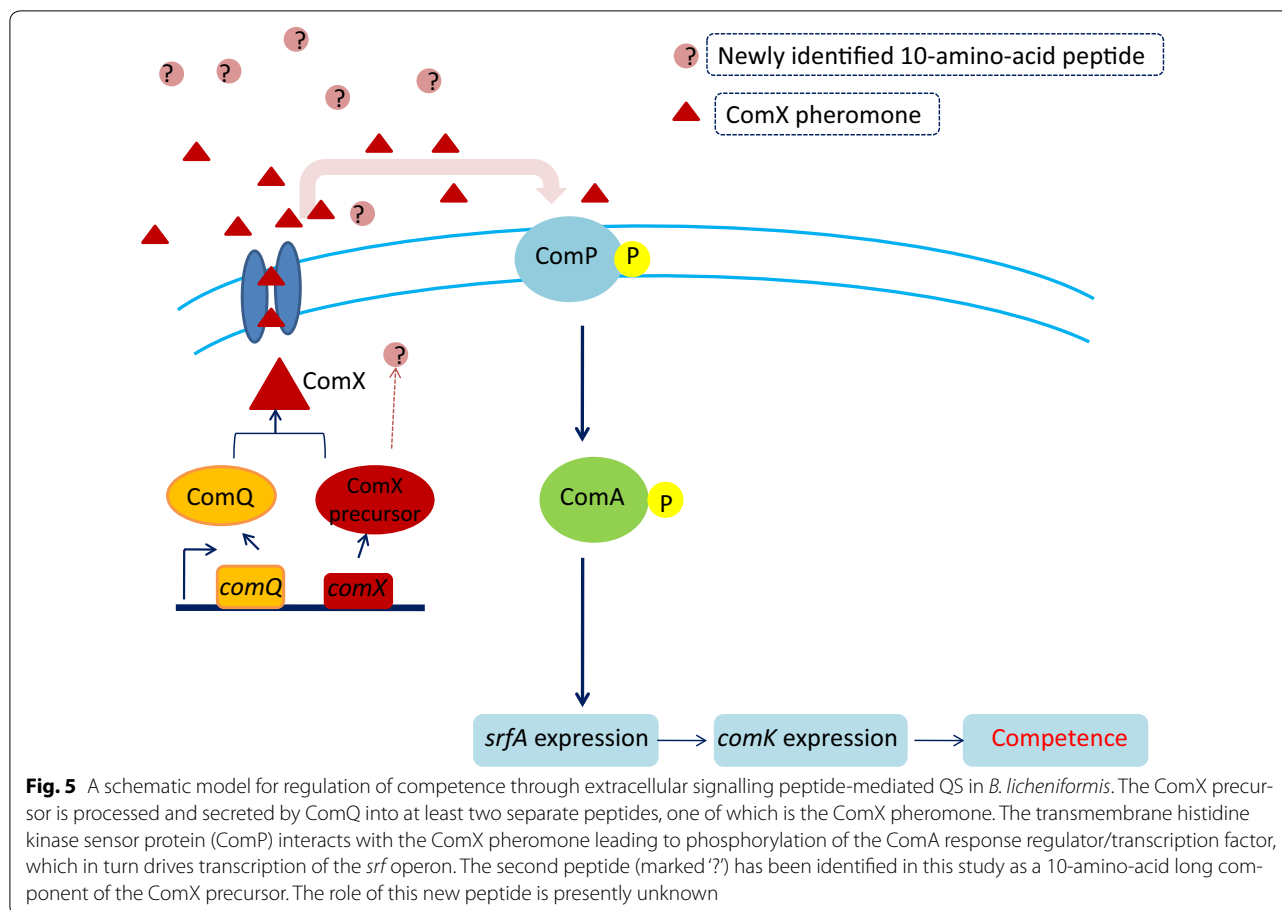 ? ? ? ? ?
? Newly identified 10-amino-acid peptide
ComX pheromone
?
ComP P
?
ComX
ComQ
ComX
precursor
ComA P
comQ comX
srfA expression comK expression Competence
Fig. 5 A schematic model for regulation of competence through extracellular signalling peptide-mediated QS in B. licheniformis. The ComX precur-
sor is processed and secreted by ComQ into at least two separate peptides, one of which is the ComX pheromone. The transmembrane histidine
kinase sensor protein (ComP) interacts with the ComX pheromone leading to phosphorylation of the ComA response regulator/transcription factor,
which in turn drives transcription of the srf operon. The second peptide (marked ‘?’) has been identified in this study as a 10-amino-acid long com-
ponent of the ComX precursor. The role of this new peptide is presently unknown